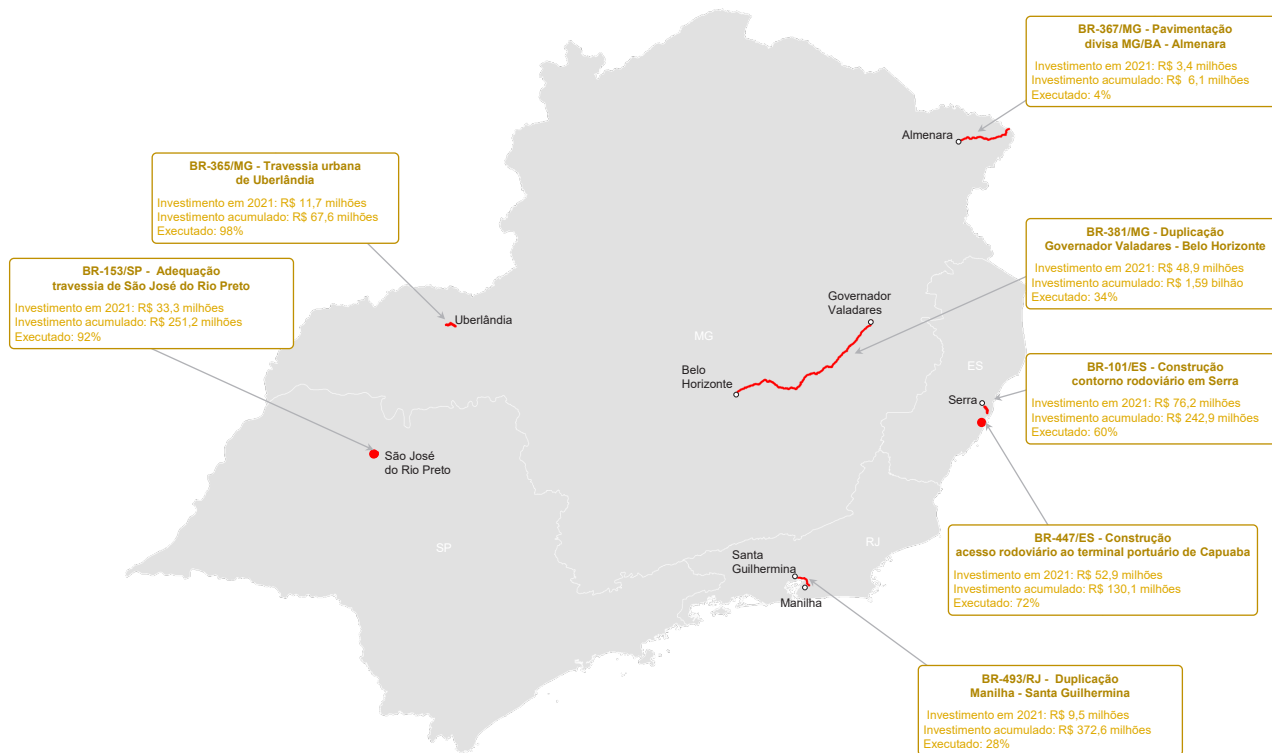 BR-367/MG - Pavimentação
divisa MG/BA - Almenara
Investimento em 2021: R$ 3,4 milhões
Investimento acumulado: R$ 6,1 milhões
Executado: 4%
Almenara
BR-365/MG - Travessia urbana
de Uberlândia
Investimento em 2021: R$ 11,7 milhões
Investimento acumulado: R$ 67,6 milhões
Executado: 98%
BR-381/MG - Duplicação
Governador Valadares - Belo Horizonte
Investimento em 2021: R$ 48,9 milhões
Investimento acumulado: R$ 1,59 bilhão
Executado: 34%
BR-153/SP - Adequação
travessia de São José do Rio Preto
Investimento em 2021: R$ 33,3 milhões
Investimento acumulado: R$ 251,2 milhões
Executado: 92%
Governador
Valadares
Uberlândia
MG
ES
Belo
Horizonte
BR-101/ES - Construção
contorno rodoviário em Serra
Investimento em 2021: R$ 76,2 milhões
Investimento acumulado: R$ 242,9 milhões
Executado: 60%
Serra
São José
do Rio Preto
SP
RJ
BR-447/ES - Construção
acesso rodoviário ao terminal portuário de Capuaba
Investimento em 2021: R$ 52,9 milhões
Investimento acumulado: R$ 130,1 milhões
Executado: 72%
Santa
Guilhermina
Manilha
BR-493/RJ - Duplicação
Manilha - Santa Guilhermina
Investimento em 2021: R$ 9,5 milhões
Investimento acumulado: R$ 372,6 milhões
Executado: 28%